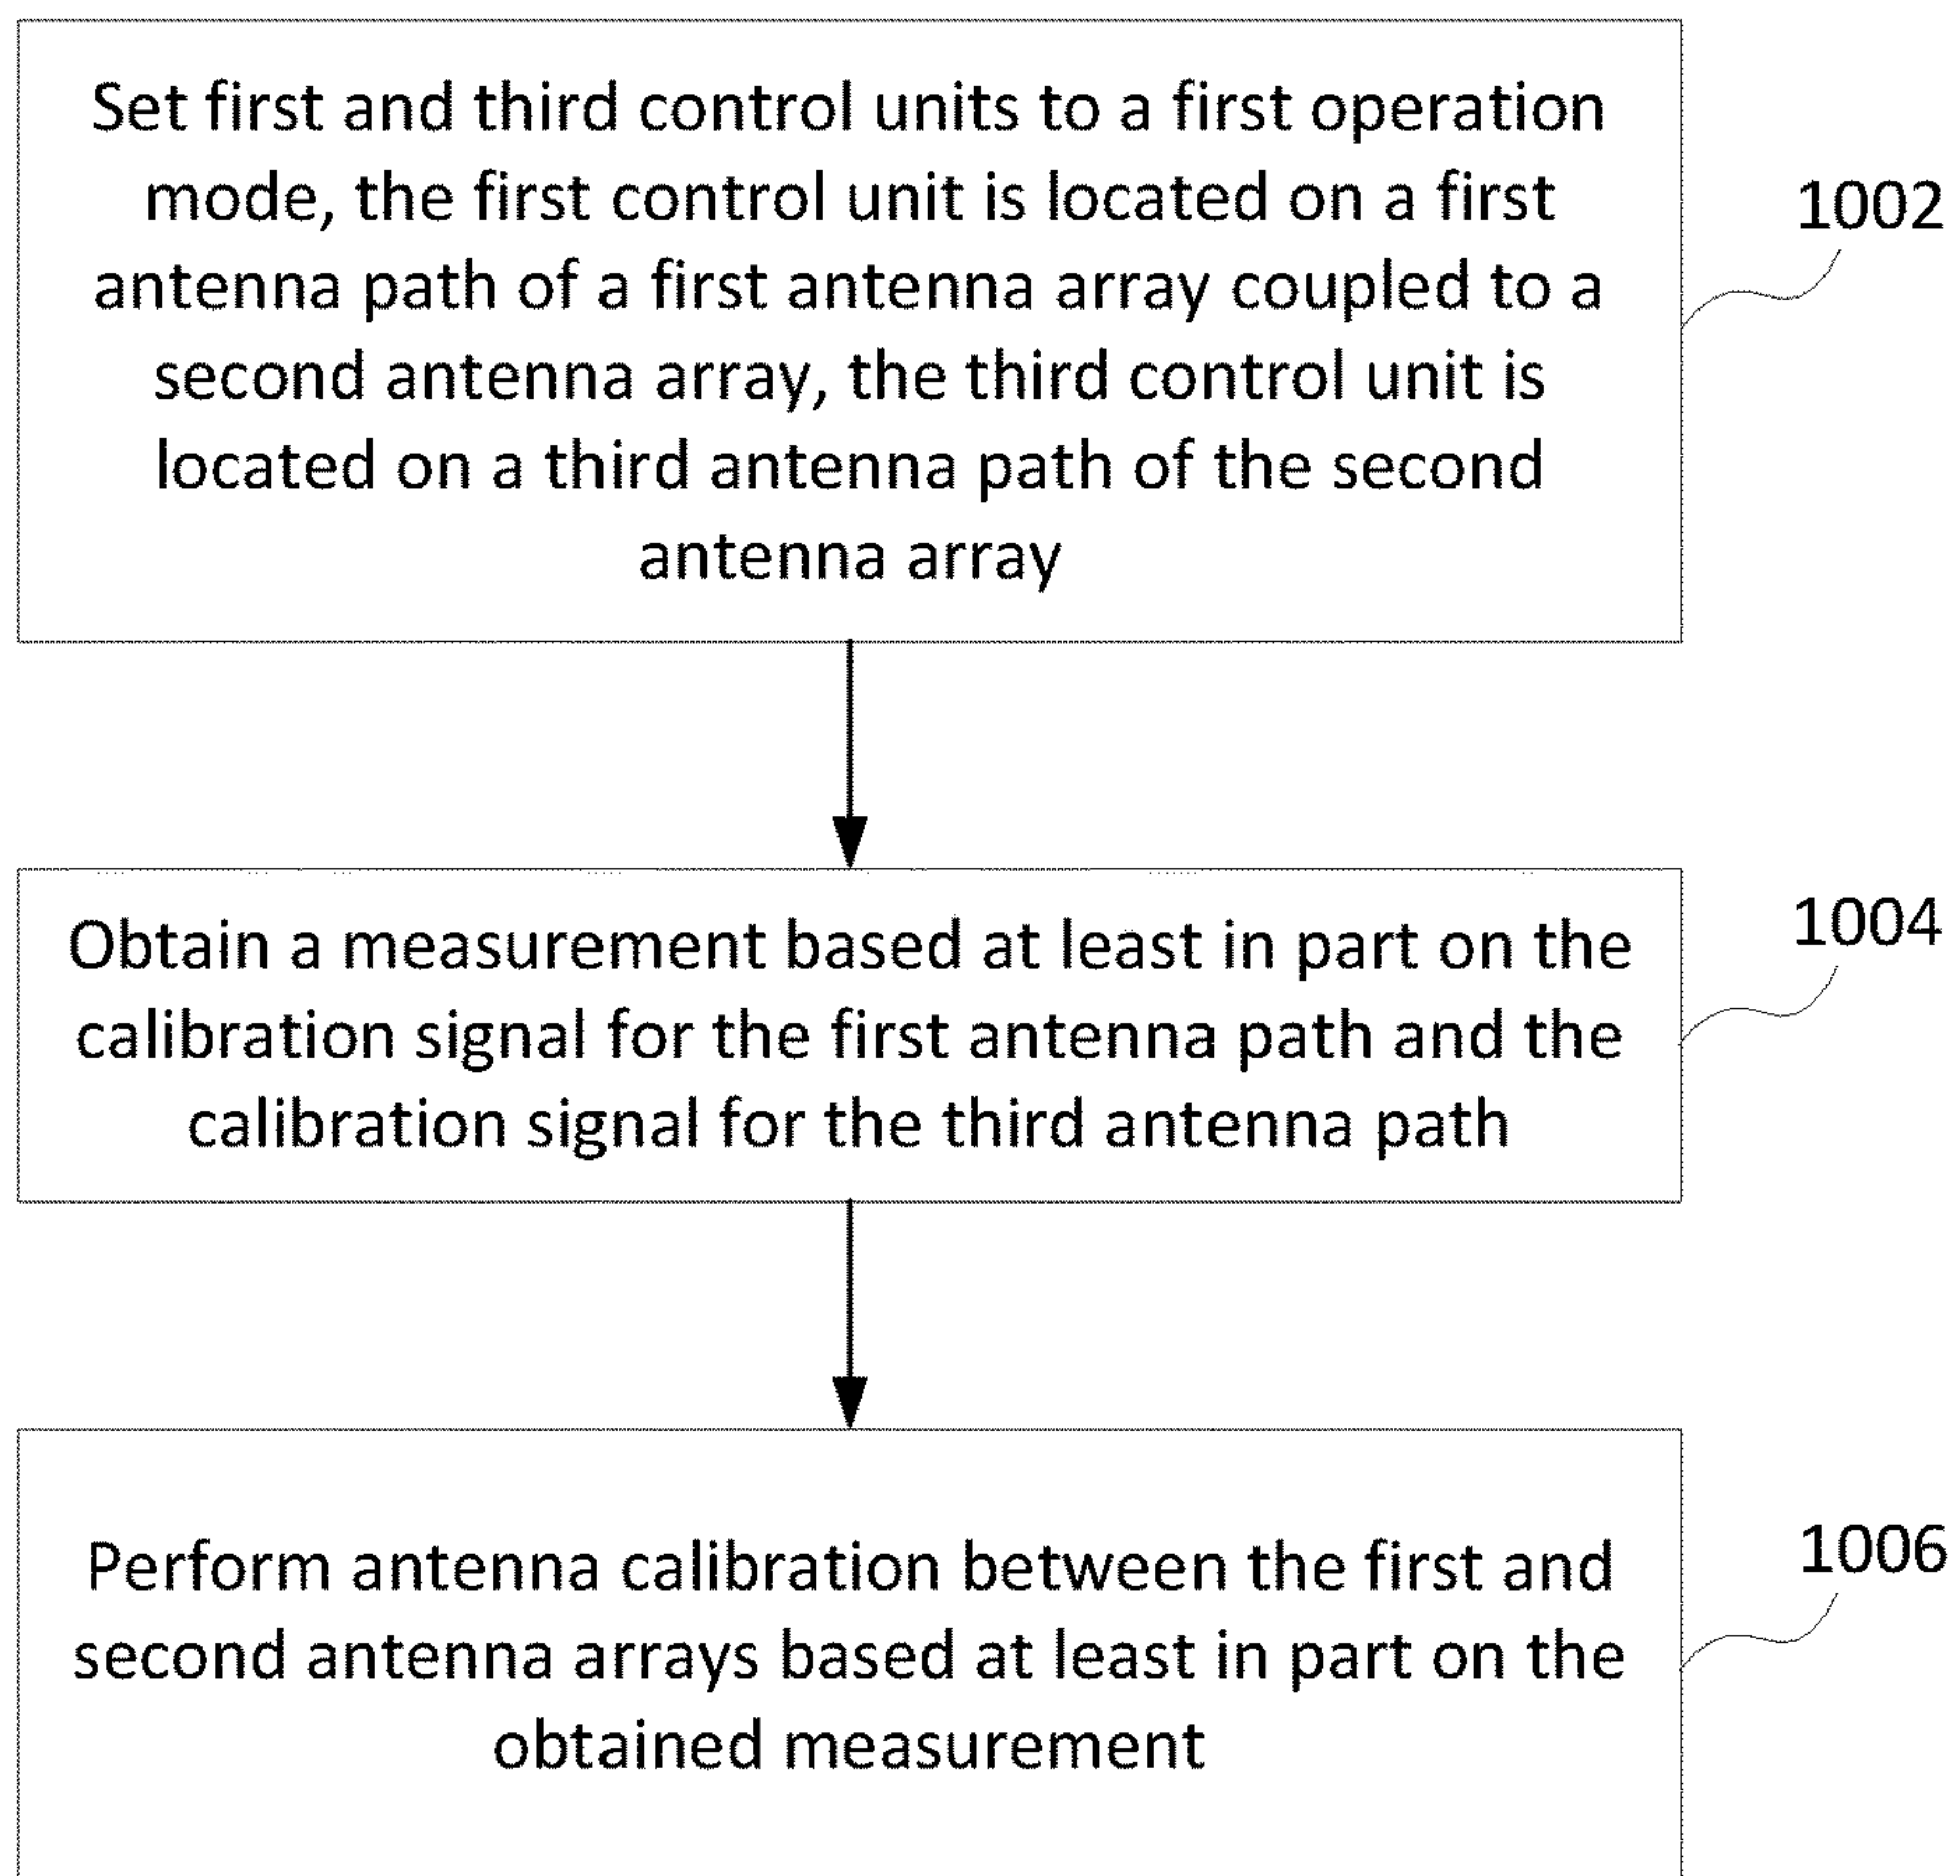 Set first and third control units to a first operation
mode, the first control unit is located on a first
antenna path of a first antenna array coupled to a
second antenna array, the third control unit is
located on a third antenna path of the second
antenna array
1002
Obtain a measurement based at least in part on the
calibration signal for the first antenna path and the
calibration signal for the third antenna path
1004
Perform antenna calibration between the first and
second antenna arrays based at least in part on the
obtained measurement
1006